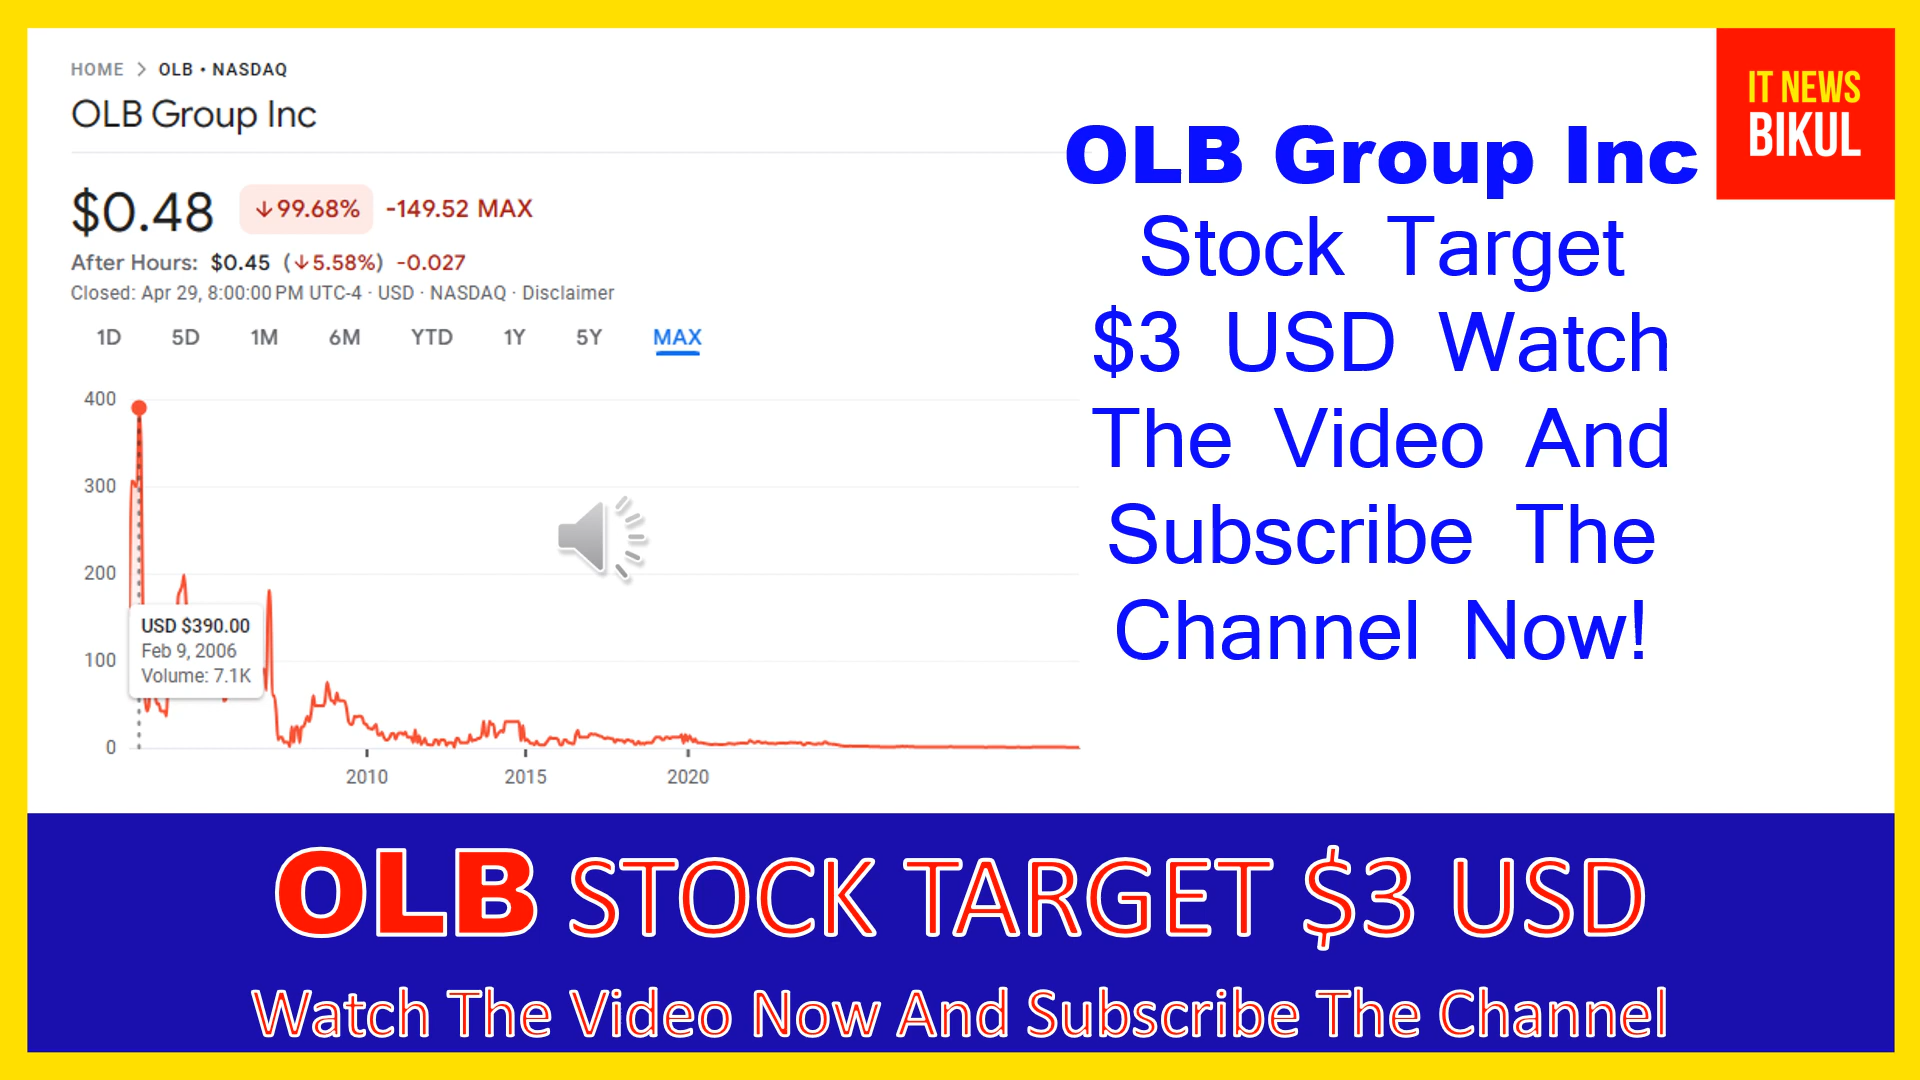 HOME > OLB • NASDAQ
OLB Group Inc
$0.48 ↓99.68% -149.52 MAX
After Hours: $0.45 (↓5.58%) -0.027
Closed: Apr 29, 8:00:00 PM UTC-4 · USD · NASDAQ · Disclaimer
1D 5D 1M 6M YTD 1Y 5Y MAX
400
300
200
100
0
USD $390.00
Feb 9, 2006
Volume: 7.1K
2010 2015 2020
OLB Group Inc
Stock Target
$3 USD Watch
The Video And
Subscribe The
Channel Now!
IT NEWS
BIKUL
OLB STOCK TARGET $3 USD
Watch The Video Now And Subscribe The Channel